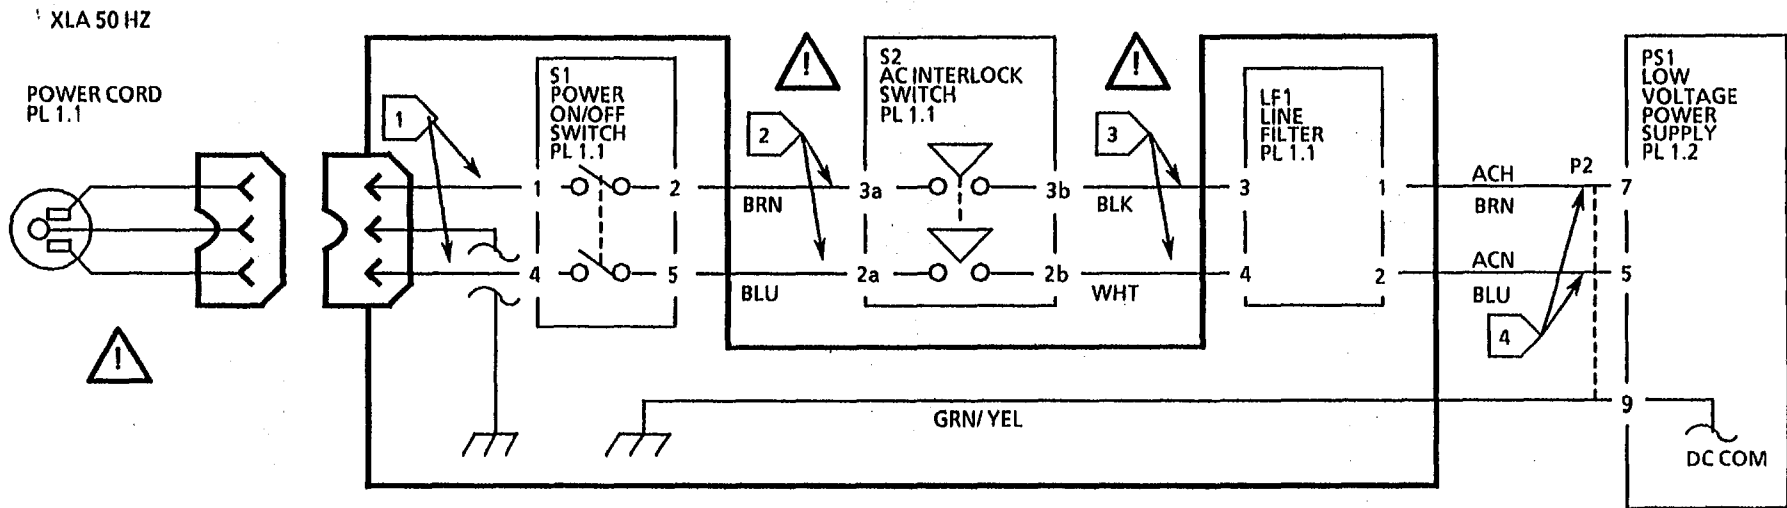 XLA 50 HZ
POWER CORD
PL 1.1
!
1
S1
POWER
ON/OFF
SWITCH
PL 1.1
1
2
4
5
!
2
BRN
BLU
S2
AC INTERLOCK
SWITCH
PL 1.1
3a
3b
2a
2b
!
3
BLK
WHT
LF1
LINE
FILTER
PL 1.1
3
1
4
2
ACH
BRN
ACN
BLU
P2
4
PS1
LOW
VOLTAGE
POWER
SUPPLY
PL 1.2
7
5
9
GRN/YEL
DC COM